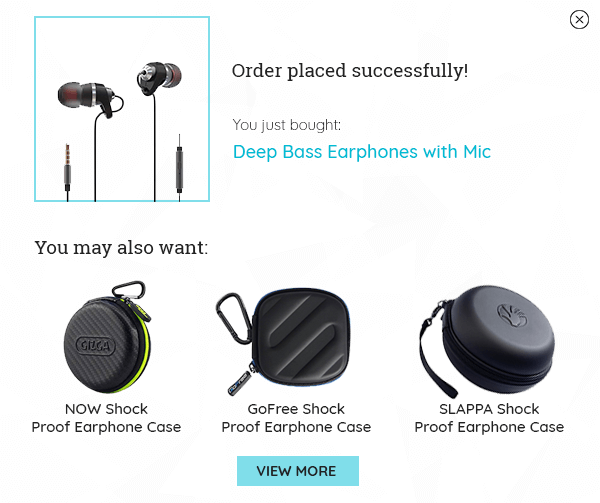 Order placed successfully!
You just bought:
Deep Bass Earphones with Mic
You may also want:
NOW Shock
Proof Earphone Case
GoFree Shock
Proof Earphone Case
SLAPPA Shock
Proof Earphone Case
VIEW MORE